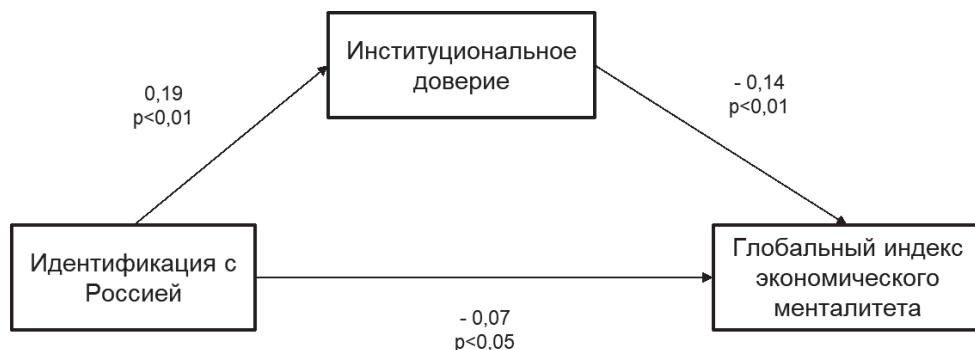 Институциональное
доверие
0,19
p<0,01
- 0,14
p<0,01
Идентификация с
Россией
Глобальный индекс
экономического
менталитета
- 0,07
p<0,05